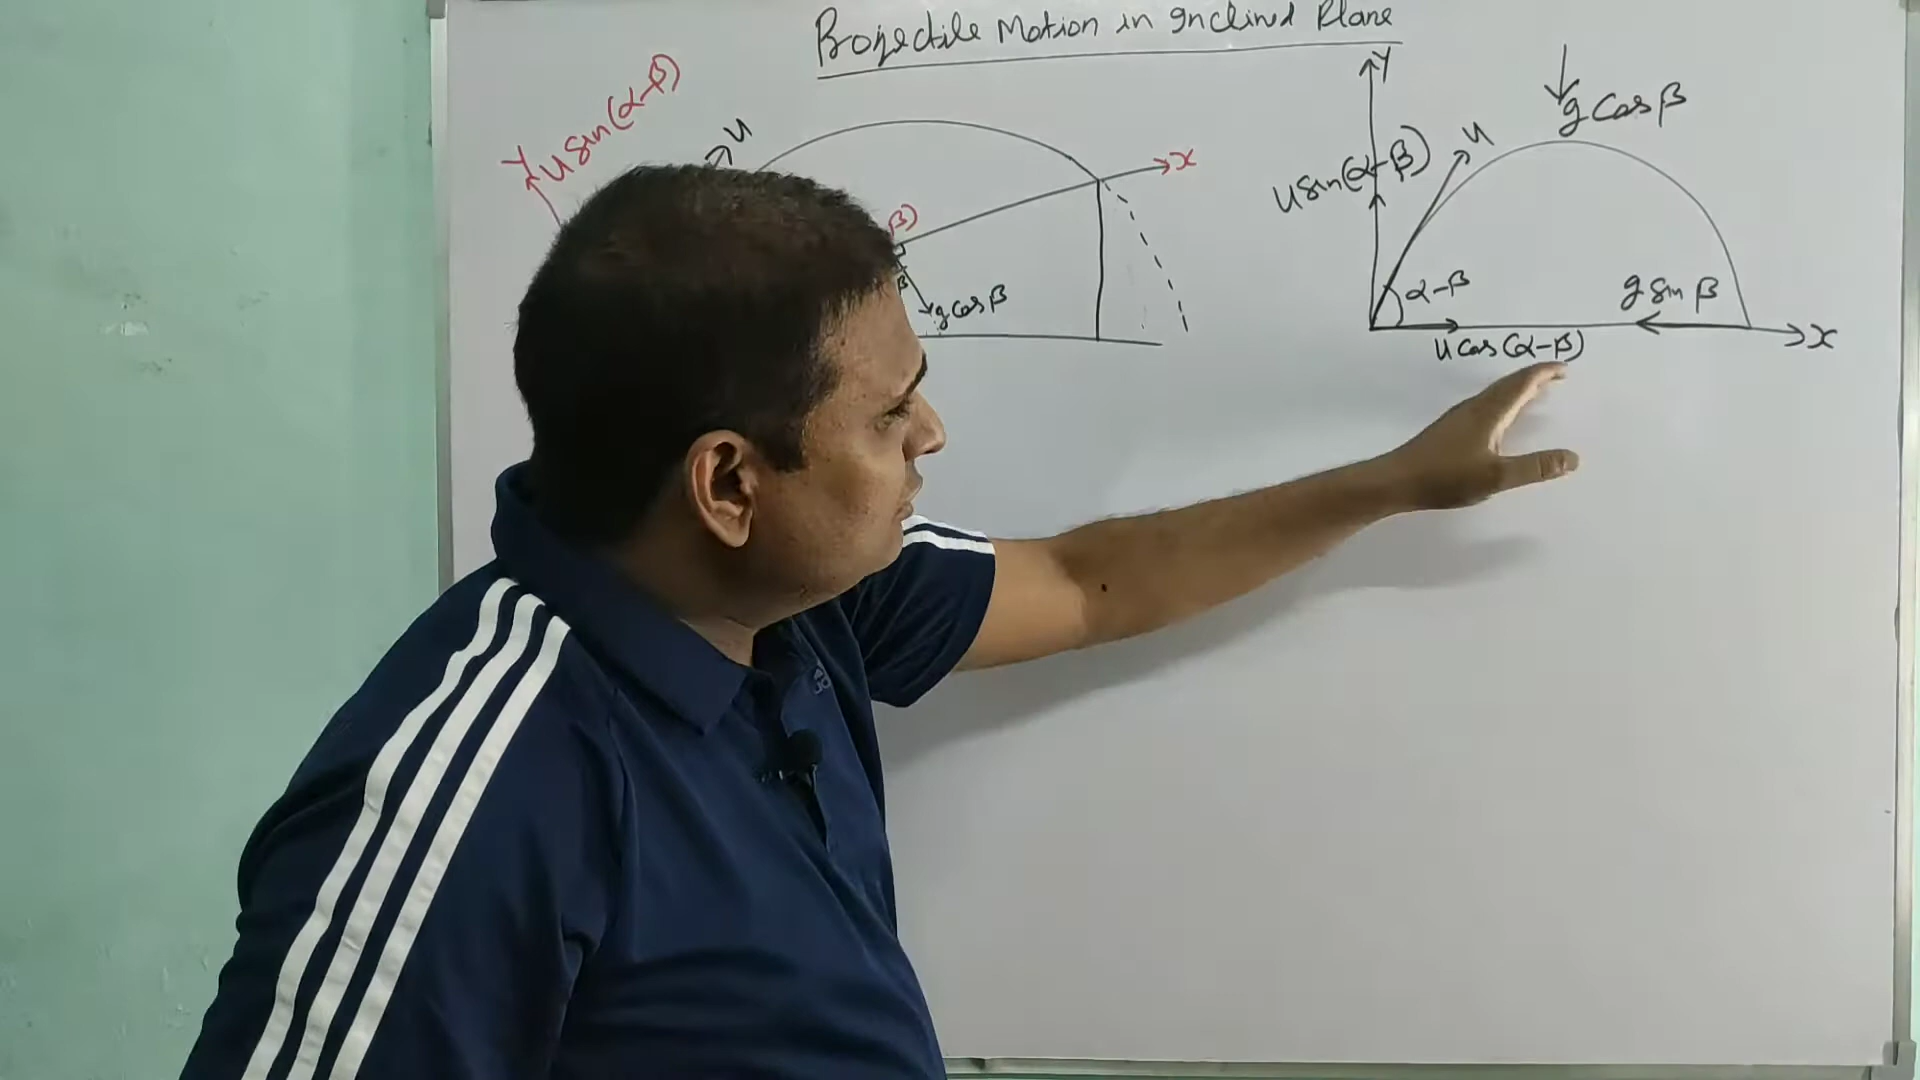 Projectile Motion in Inclined Plane
Y
u sin(α-β)
u
x
β)
β
g cos β
Y
g cos β
u
u sin(α-β)
α-β
g sin β
u cos(α-β)
x